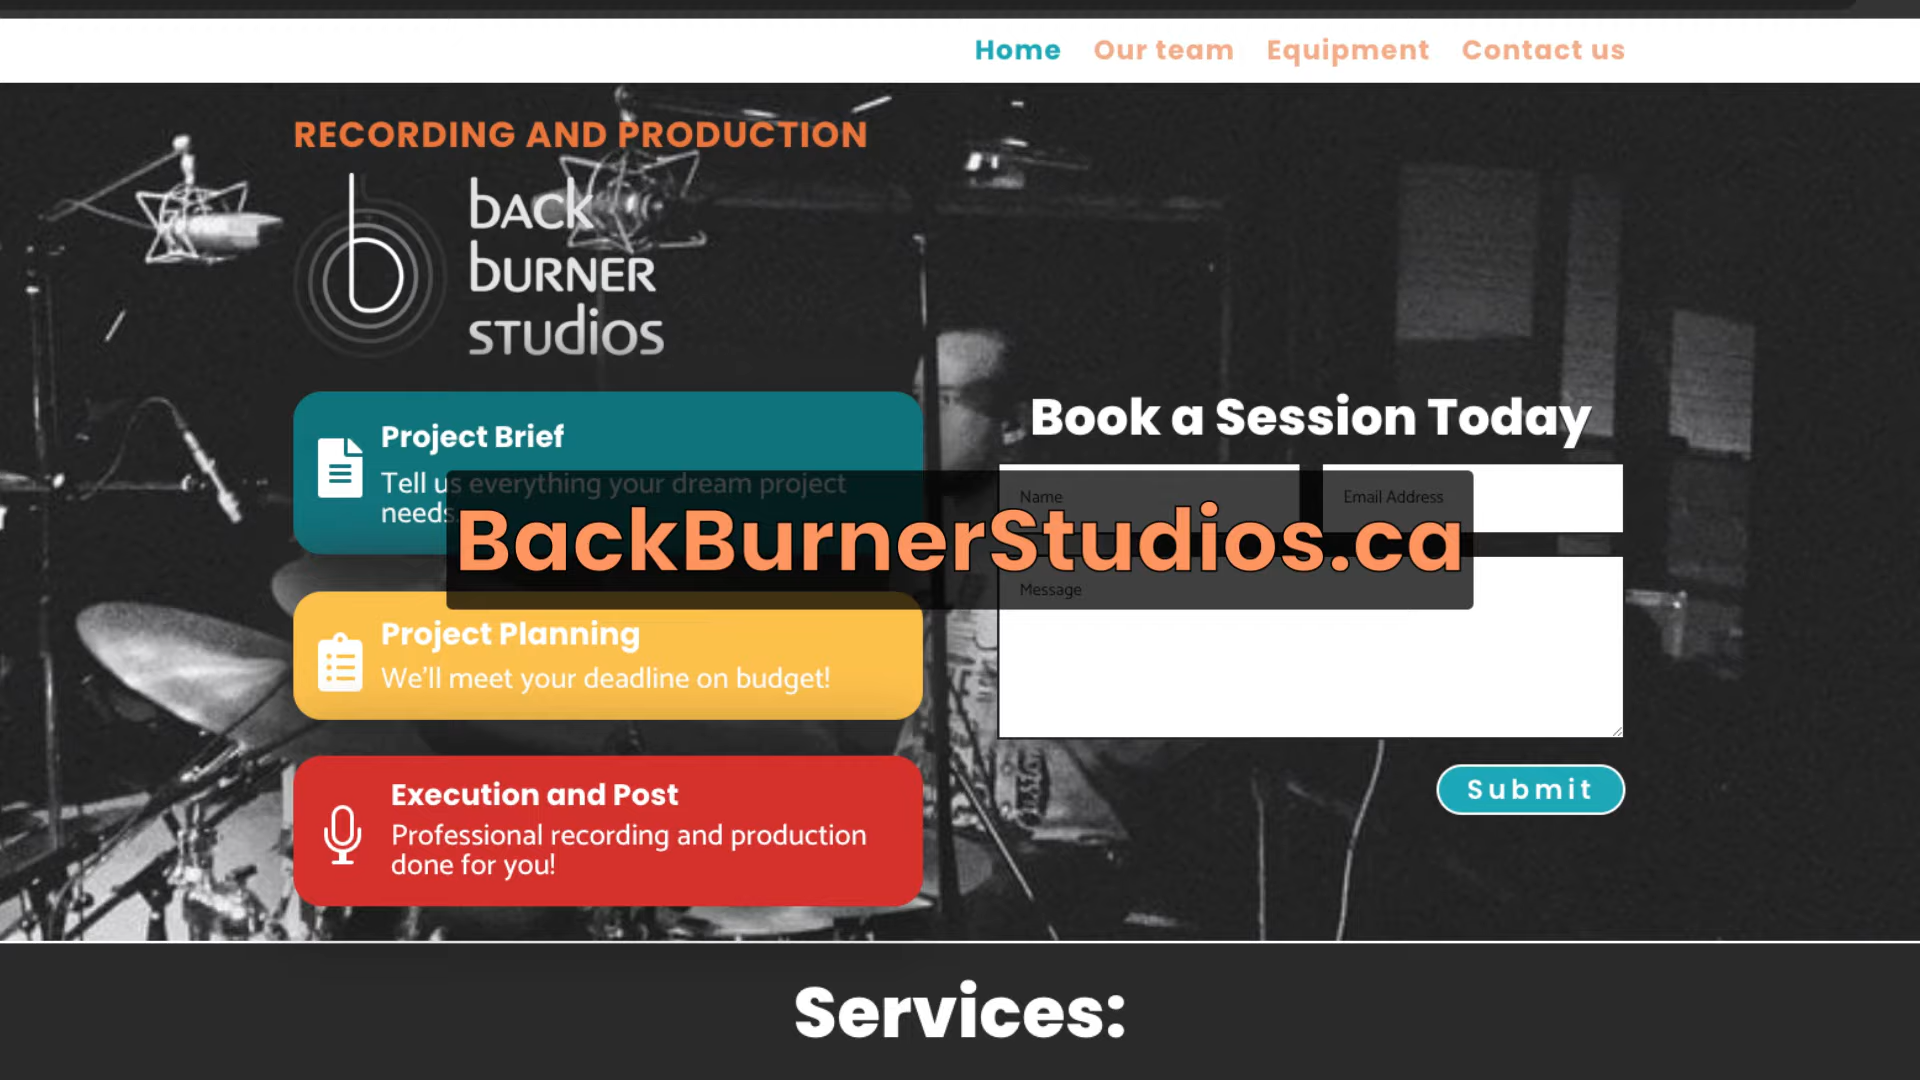 Home Our team Equipment Contact us
RECORDING AND PRODUCTION
back
burner
studios
Project Brief
Tell us everything your dream project
needs.
Project Planning
We'll meet your deadline on budget!
Execution and Post
Professional recording and production
done for you!
Book a Session Today
Name Email Address
BackBurnerStudios.ca
Message
Submit
Services: